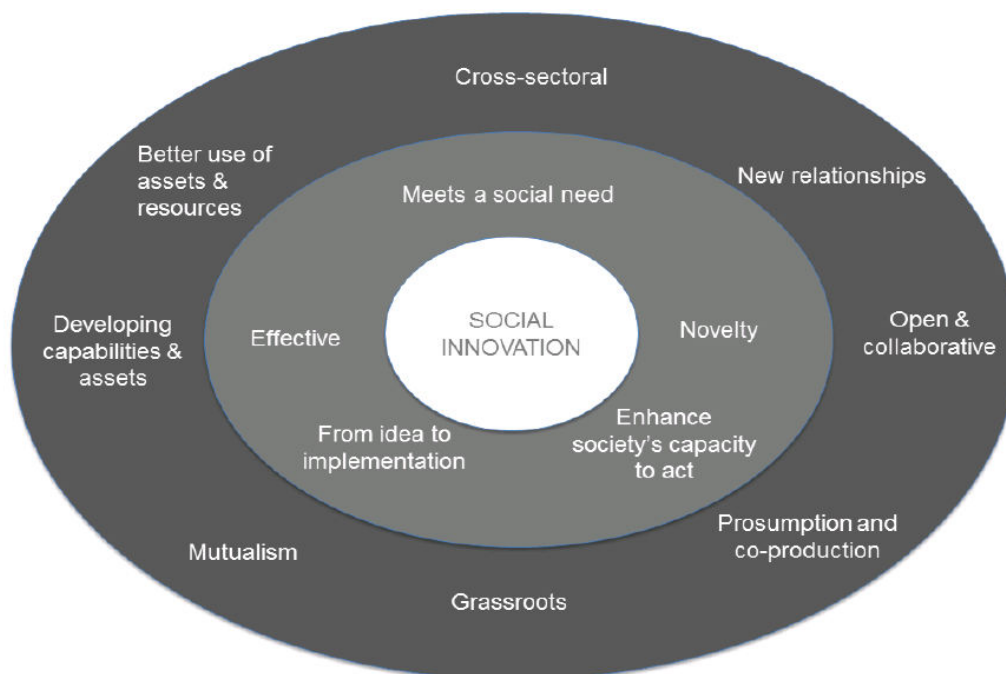 Cross-sectoral
Better use of
assets &
resources
New relationships
Meets a social need
Developing
capabilities &
assets
Effective
SOCIAL
INNOVATION
Novelty
Open &
collaborative
From idea to
implementation
Enhance
society's capacity
to act
Mutualism
Prosumption and
co-production
Grassroots